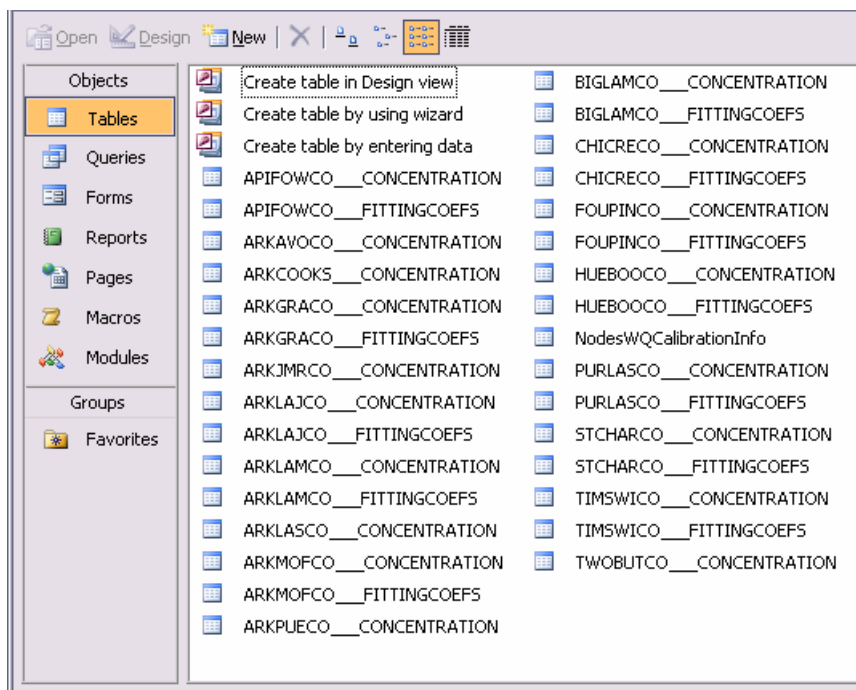 Open Design New
Objects
Tables
Queries
Forms
Reports
Pages
Macros
Modules
Groups
Favorites
Create table in Design view
Create table by using wizard
Create table by entering data
APIFOWCO___CONCENTRATION
APIFOWCO___FITTINGCOEFS
ARKAVOCO___CONCENTRATION
ARKCOOKS___CONCENTRATION
ARKGRACO___CONCENTRATION
ARKGRACO___FITTINGCOEFS
ARKJMRCO___CONCENTRATION
ARKLAJCO___CONCENTRATION
ARKLAJCO___FITTINGCOEFS
ARKLAMCO___CONCENTRATION
ARKLAMCO___FITTINGCOEFS
ARKLASCO___CONCENTRATION
ARKMOFCO___CONCENTRATION
ARKMOFCO___FITTINGCOEFS
ARKPUECO___CONCENTRATION
BIGLAMCO___CONCENTRATION
BIGLAMCO___FITTINGCOEFS
CHICRECO___CONCENTRATION
CHICRECO___FITTINGCOEFS
FOUPINCO___CONCENTRATION
FOUPINCO___FITTINGCOEFS
HUEBOOCO___CONCENTRATION
HUEBOOCO___FITTINGCOEFS
NodesWQCalibrationInfo
PURLASCO___CONCENTRATION
PURLASCO___FITTINGCOEFS
STCHARCO___CONCENTRATION
STCHARCO___FITTINGCOEFS
TIMSWICO___CONCENTRATION
TIMSWICO___FITTINGCOEFS
TWOBUTCO___CONCENTRATION